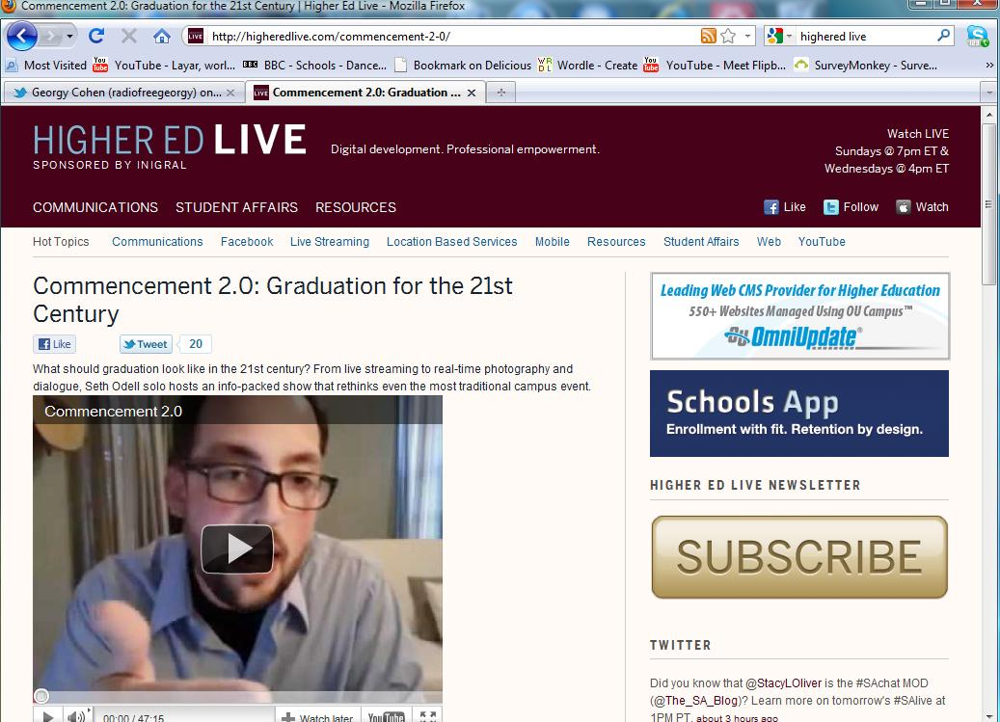 Commencement 2.0: Graduation for the 21st Century | Higher Ed Live - Mozilla Firefox
LIVE http://higheredlive.com/commencement-2-0/ highered live
Most Visited YouTube - Layar, worl... BBC BBC - Schools - Dance... Bookmark on Delicious Wordle - Create YouTube - Meet Flipb... SurveyMonkey - Surve... »
Georgy Cohen (radiofreegeorgy) on... Commencement 2.0: Graduation ...
HIGHER ED LIVE
SPONSORED BY INIGRAL
Digital development. Professional empowerment.
Watch LIVE
Sundays @ 7pm ET &
Wednesdays @ 4pm ET
COMMUNICATIONS STUDENT AFFAIRS RESOURCES
Like Follow Watch
Hot Topics Communications Facebook Live Streaming Location Based Services Mobile Resources Student Affairs Web YouTube
Commencement 2.0: Graduation for the 21st
Century
Like Tweet 20
What should graduation look like in the 21st century? From live streaming to real-time photography and
dialogue, Seth Odell solo hosts an info-packed show that rethinks even the most traditional campus event.
Commencement 2.0
00:00 / 47:15 Watch later YouTube
Leading Web CMS Provider for Higher Education
550+ Websites Managed Using OU Campus™
OU OmniUpdate®
Schools App
Enrollment with fit. Retention by design.
HIGHER ED LIVE NEWSLETTER
SUBSCRIBE
TWITTER
Did you know that @StacyLOliver is the #SAchat MOD
(@The_SA_Blog)? Learn more on tomorrow's #SAlive at
1PM PT. about 3 hours ago